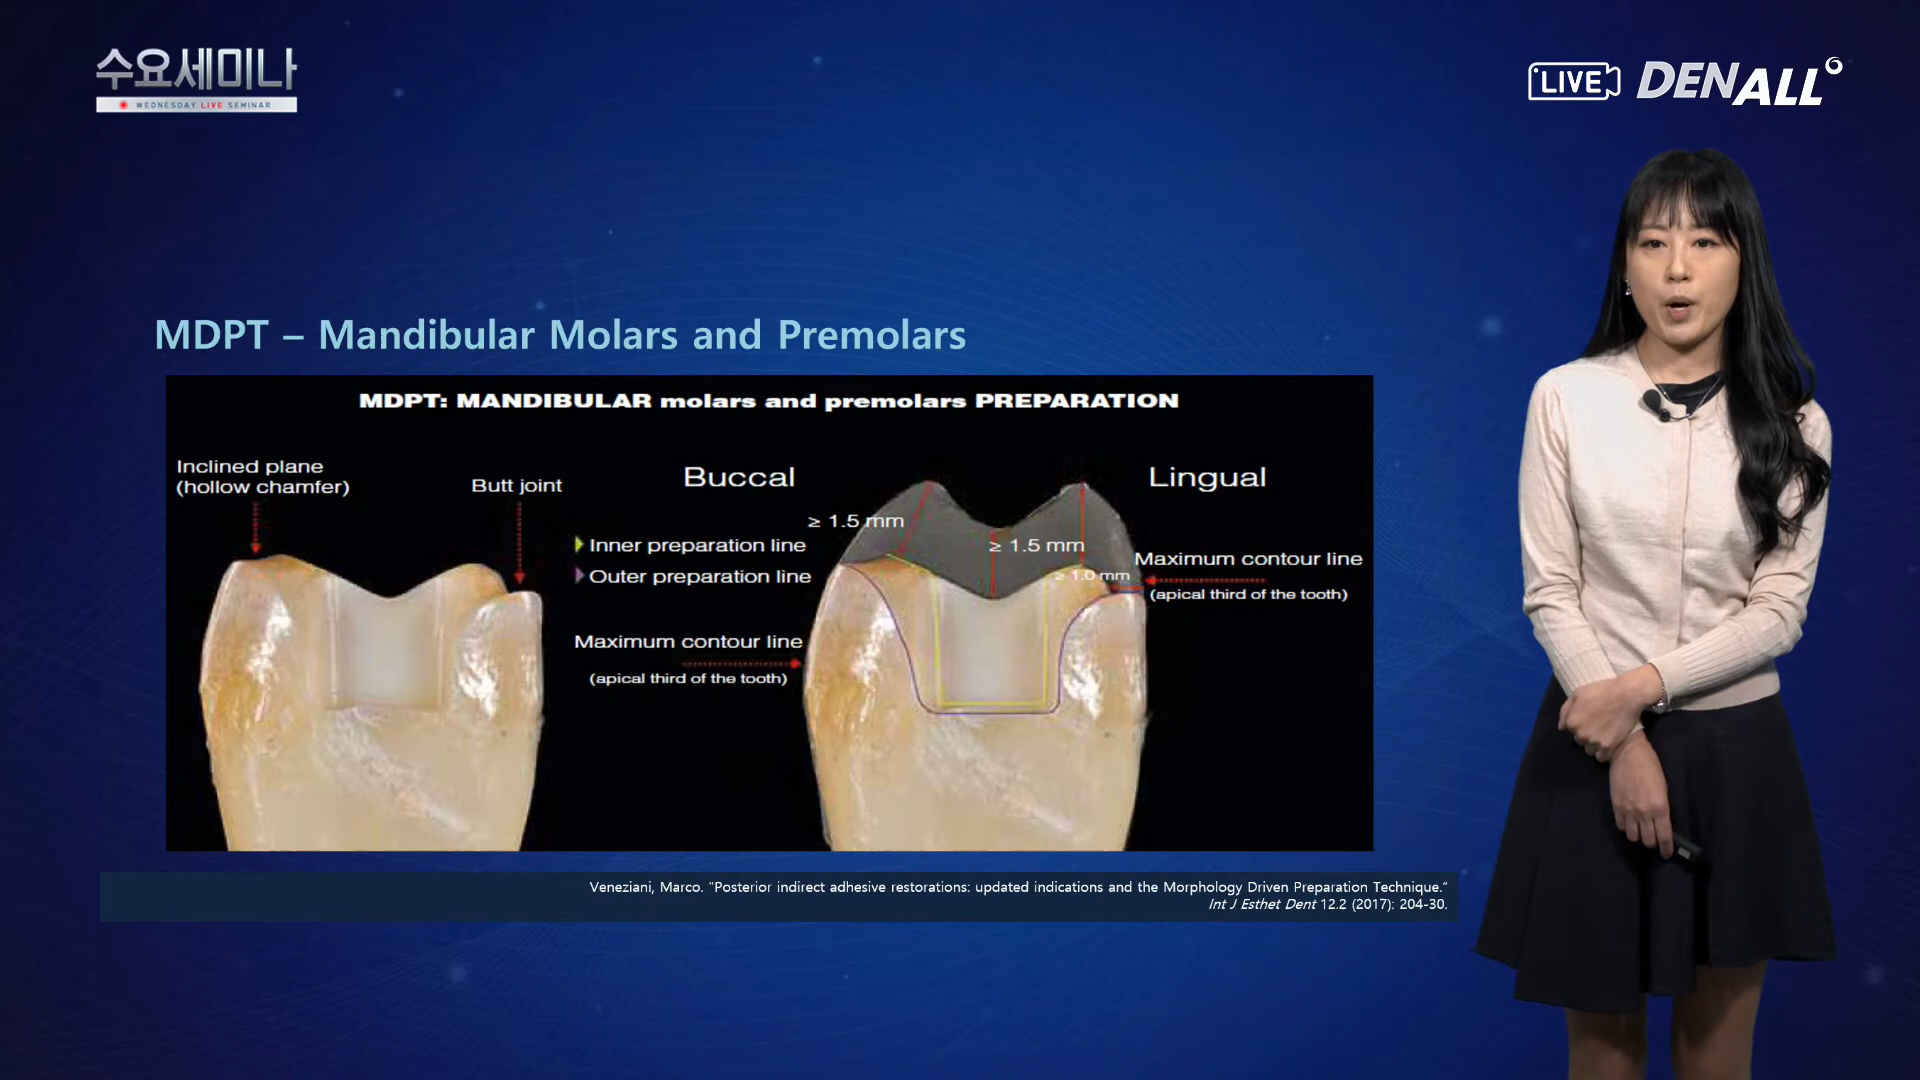 수요세미나
WEDNESDAY LIVE SEMINAR
LIVE DENALL
MDPT – Mandibular Molars and Premolars
MDPT: MANDIBULAR molars and premolars PREPARATION
Inclined plane
(hollow chamfer)
Butt joint
Buccal
Lingual
≥ 1.5 mm
Inner preparation line
Outer preparation line
≥ 1.5 mm
≥ 1.0 mm
Maximum contour line
(apical third of the tooth)
Maximum contour line
(apical third of the tooth)
Veneziani, Marco. "Posterior indirect adhesive restorations: updated indications and the Morphology Driven Preparation Technique."
Int J Esthet Dent 12.2 (2017): 204-30.